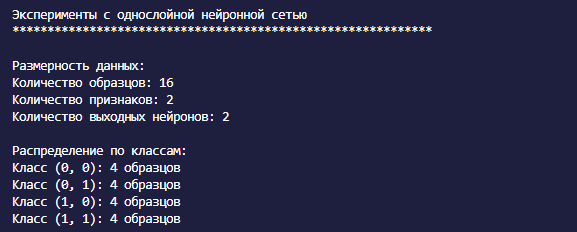 Эксперименты с однослойной нейронной сетью
************************************************************
Размерность данных:
Количество образцов: 16
Количество признаков: 2
Количество выходных нейронов: 2
Распределение по классам:
Класс (0, 0): 4 образцов
Класс (0, 1): 4 образцов
Класс (1, 0): 4 образцов
Класс (1, 1): 4 образцов